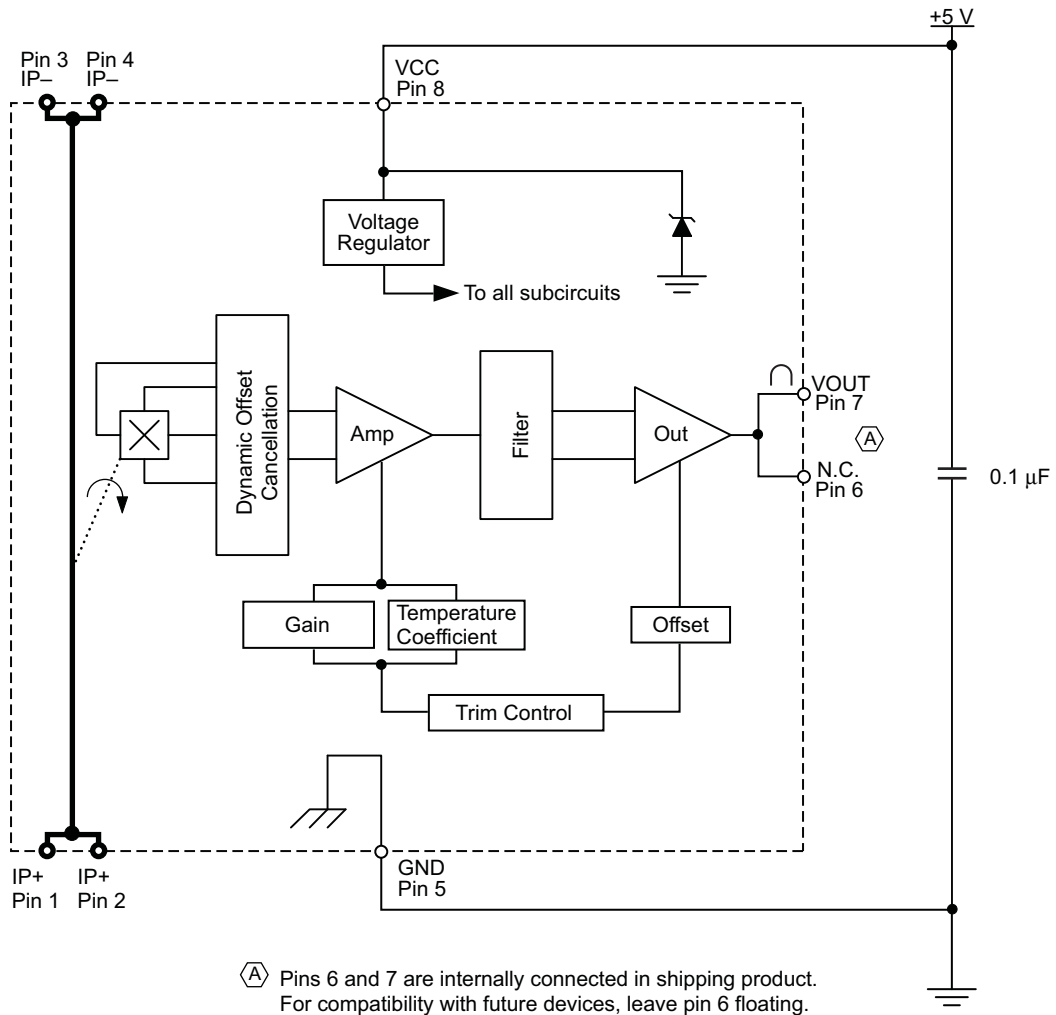 +5 V
Pin 3 Pin 4
IP– IP–
VCC
Pin 8
Voltage
Regulator
To all subcircuits
Dynamic Offset
Cancellation
Amp
Filter
Out
VOUT
Pin 7
A
N.C.
Pin 6
0.1 μF
Gain
Temperature
Coefficient
Offset
Trim Control
IP+ IP+
Pin 1 Pin 2
GND
Pin 5
A Pins 6 and 7 are internally connected in shipping product.
For compatibility with future devices, leave pin 6 floating.